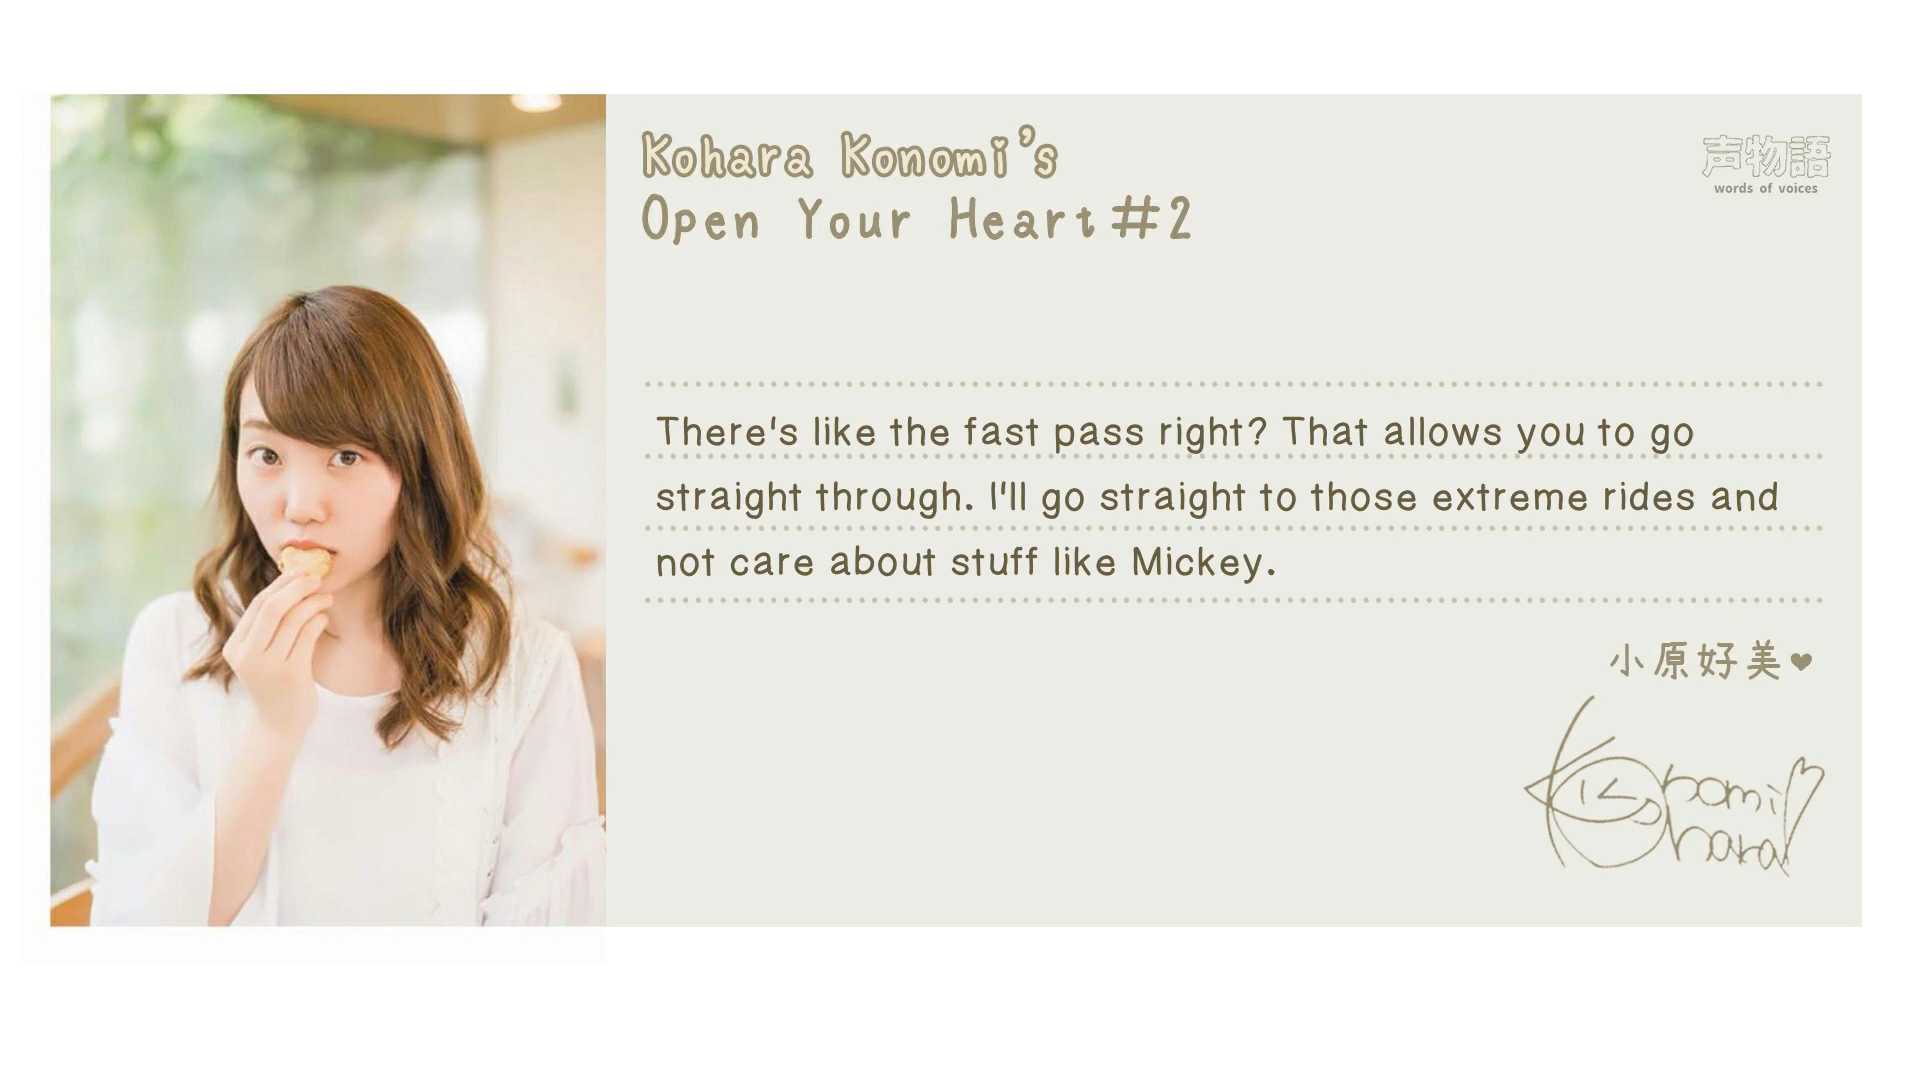 Kohara Konomi's
Open Your Heart #2
声物語
words of voices
There's like the fast pass right? That allows you to go
straight through. I'll go straight to those extreme rides and
not care about stuff like Mickey.
小原好美♥
Konomi
Kohara